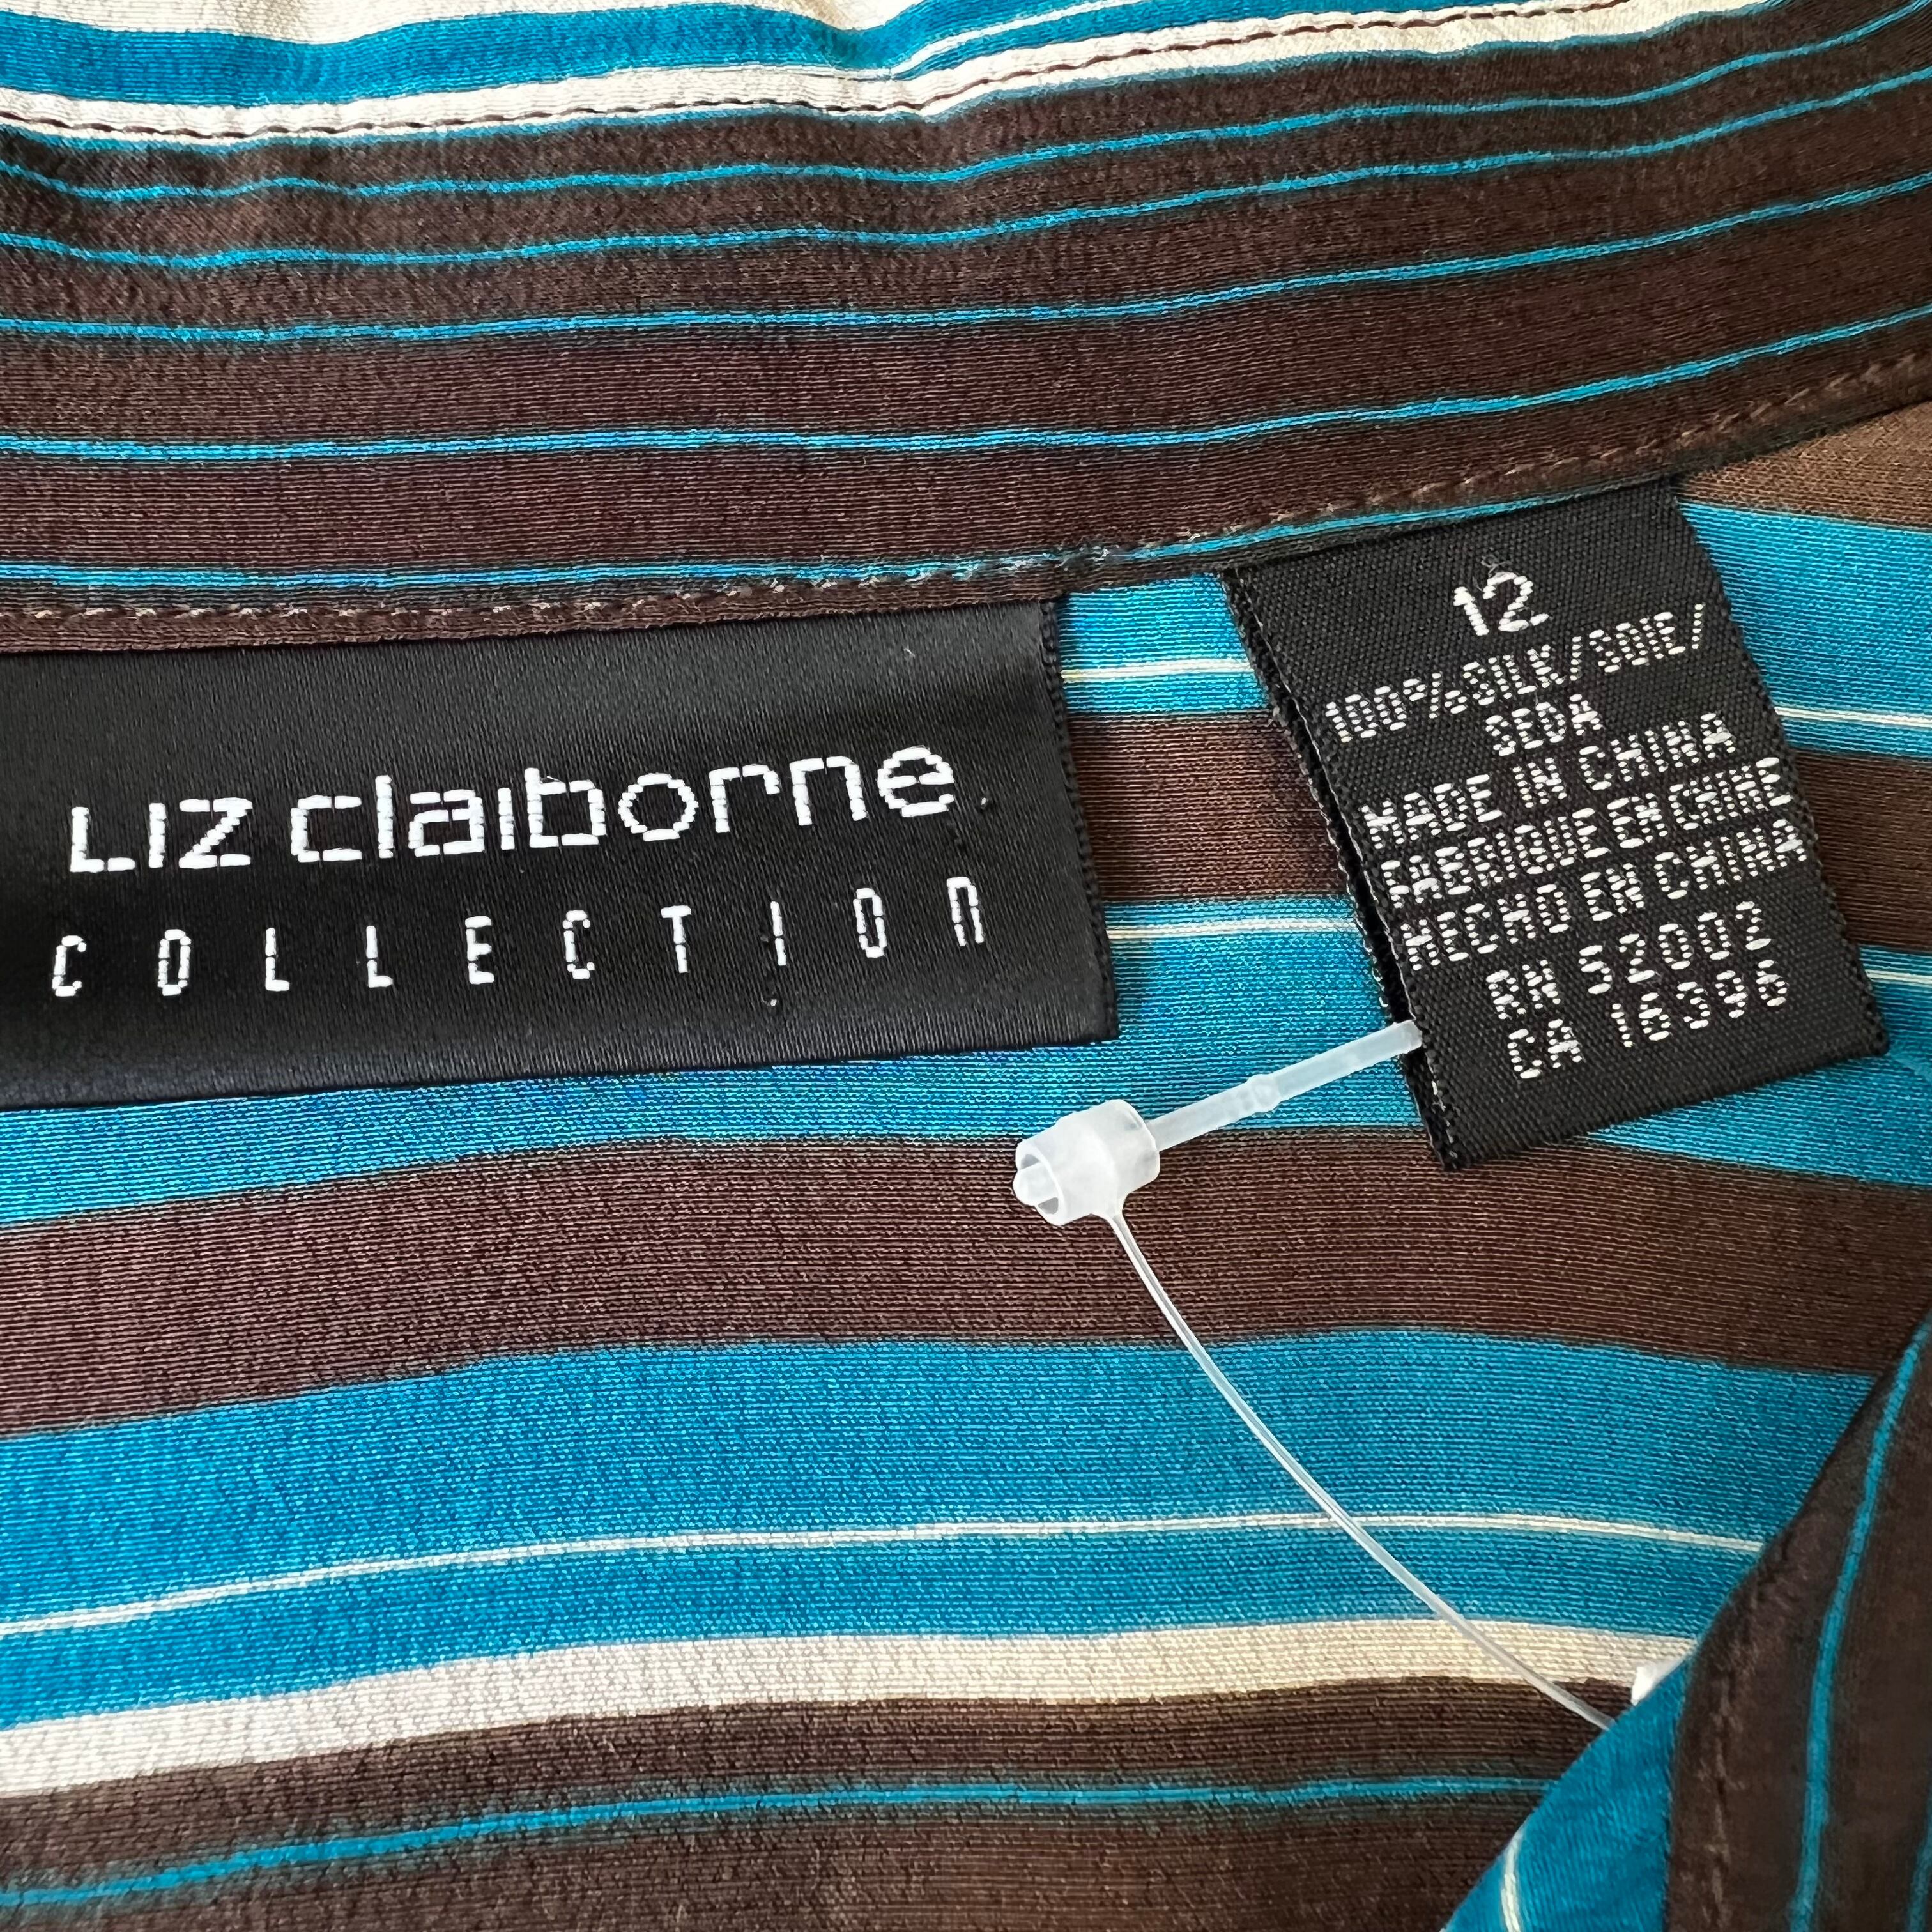 LIZ claiborne
COLLECTION
12
100%SILK/SOIE/
SEDA
MADE IN CHINA
FABRIQUE EN CHINE
HECHO EN CHINA
RN 52002
CA 16396